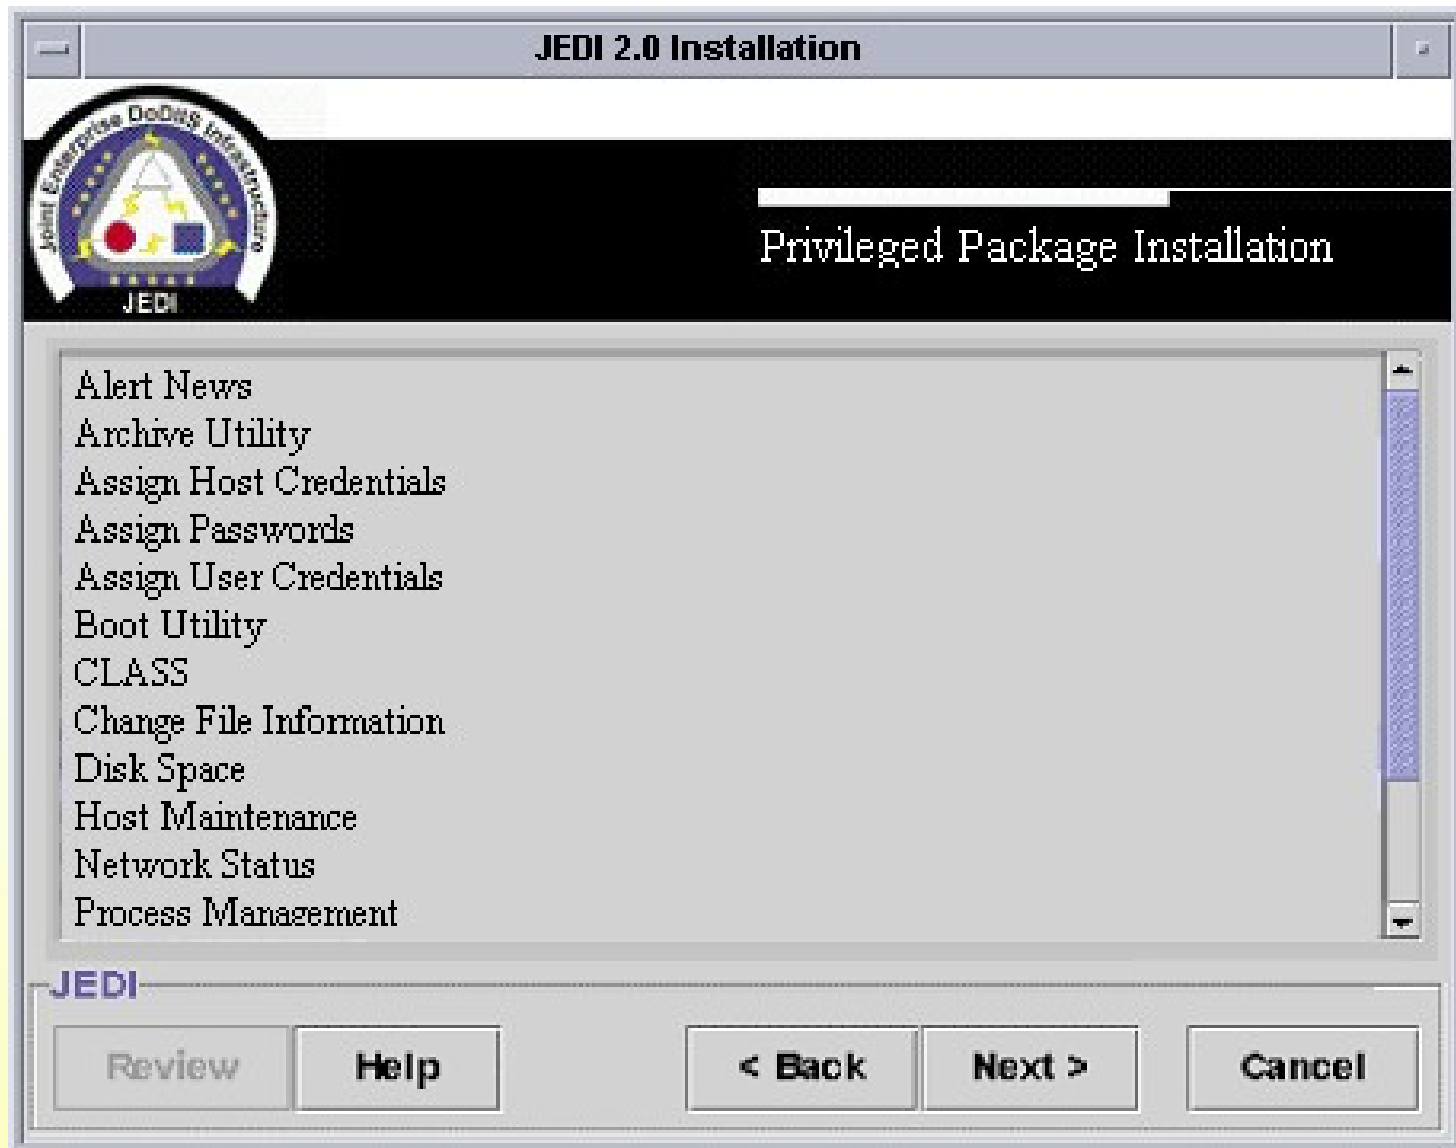 JEDI 2.0 Installation
Joint Enterprise DoDIIS Infrastructure
JEDI
Privileged Package Installation
Alert News
Archive Utility
Assign Host Credentials
Assign Passwords
Assign User Credentials
Boot Utility
CLASS
Change File Information
Disk Space
Host Maintenance
Network Status
Process Management
JEDI
Review
Help
< Back
Next >
Cancel